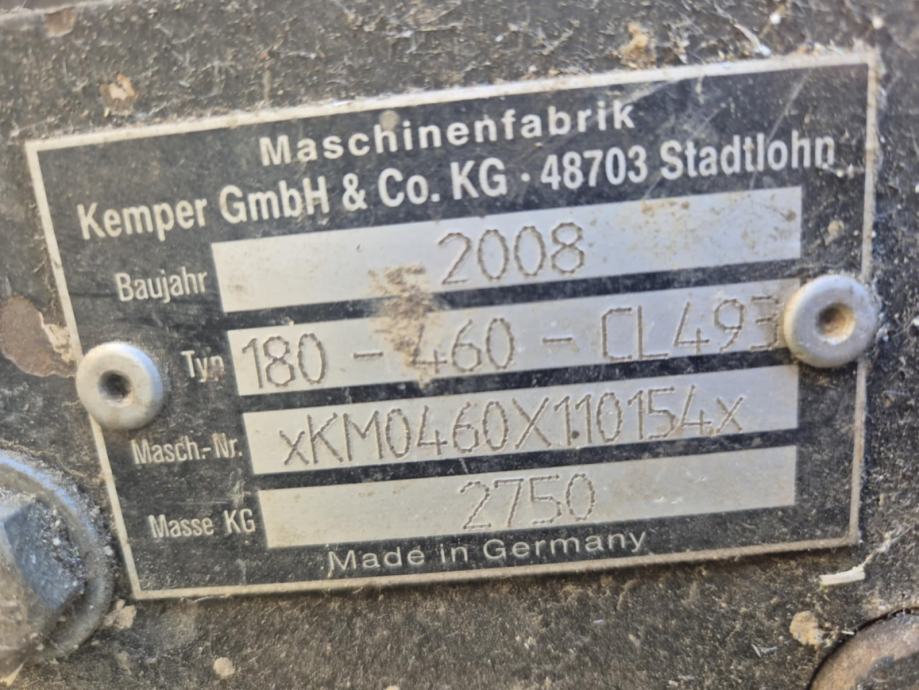 Maschinenfabrik
Kemper GmbH & Co. KG · 48703 Stadtlohn
Baujahr 2008
Typ 180 - 460 - CL493
Masch.-Nr. xKM0460X110154x
Masse KG 2750
Made in Germany